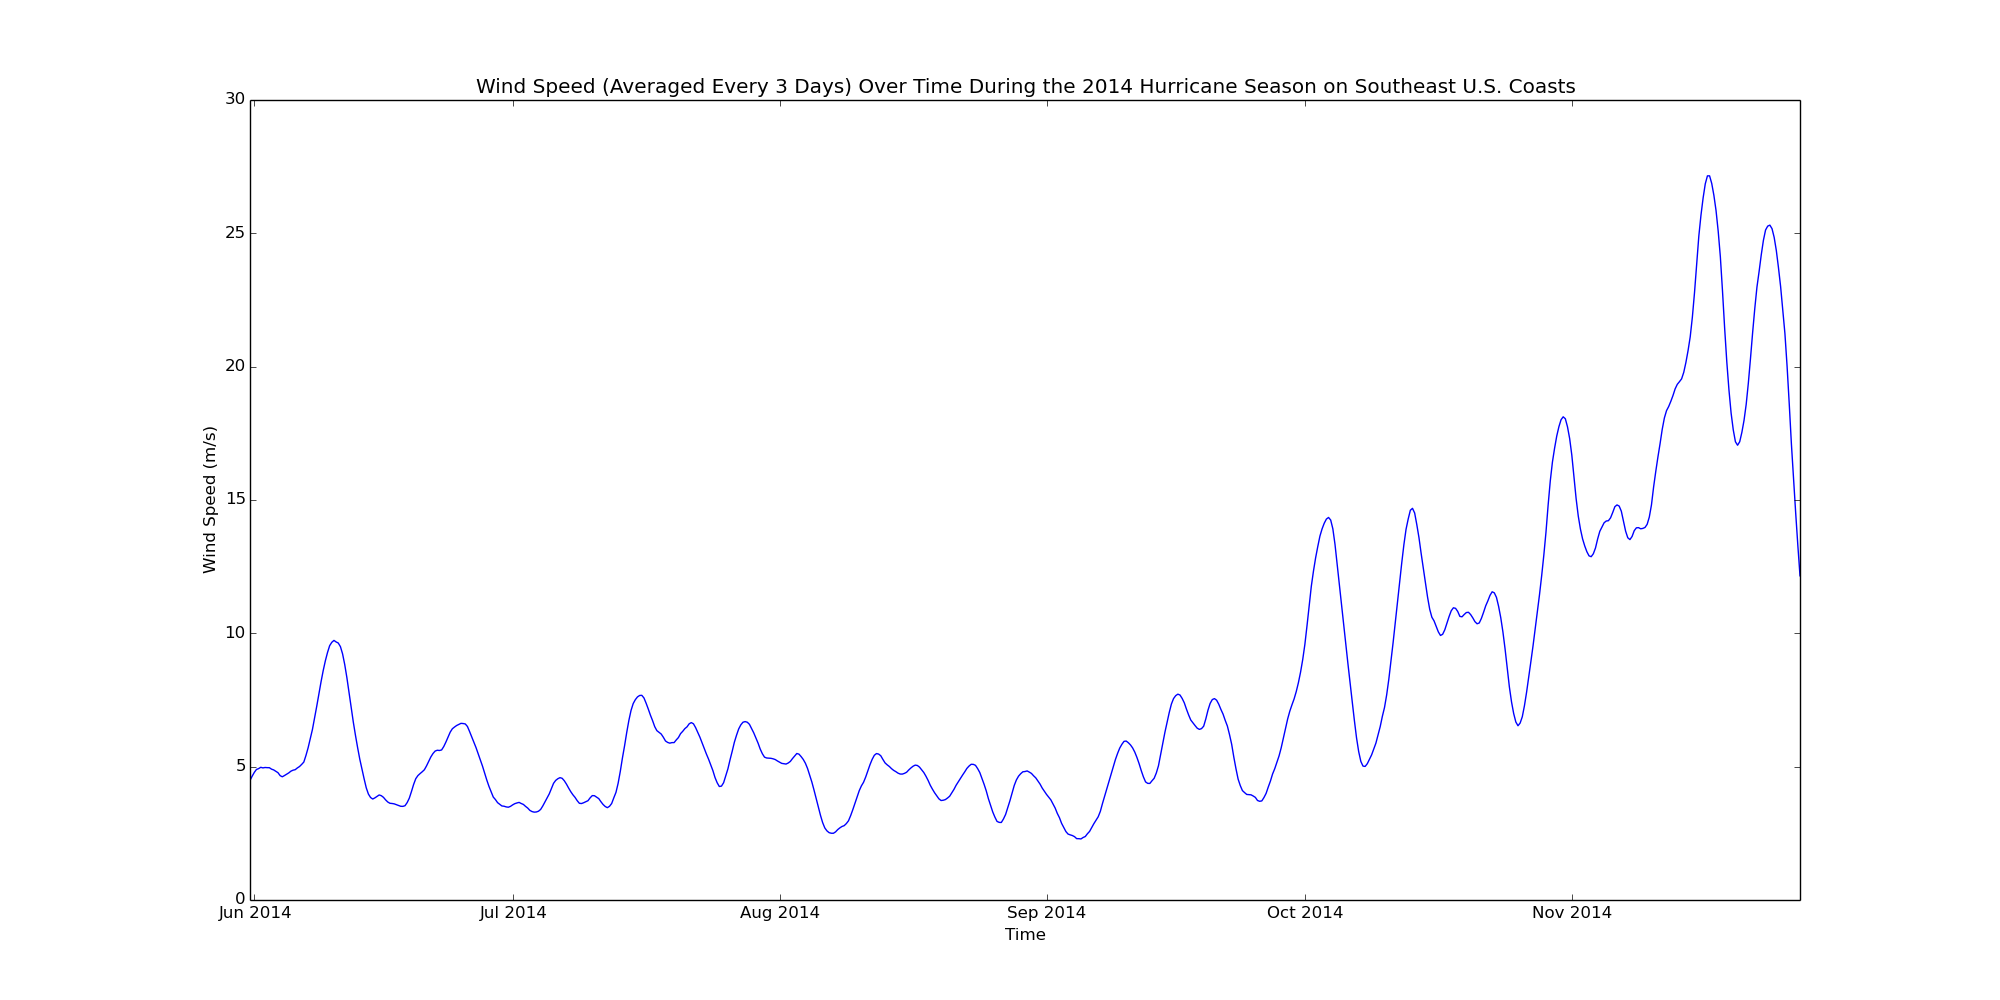 Wind Speed (Averaged Every 3 Days) Over Time During the 2014 Hurricane Season on Southeast U.S. Coasts
30
25
20
15
10
5
0
Wind Speed (m/s)
Jun 2014 Jul 2014 Aug 2014 Sep 2014 Oct 2014 Nov 2014
Time